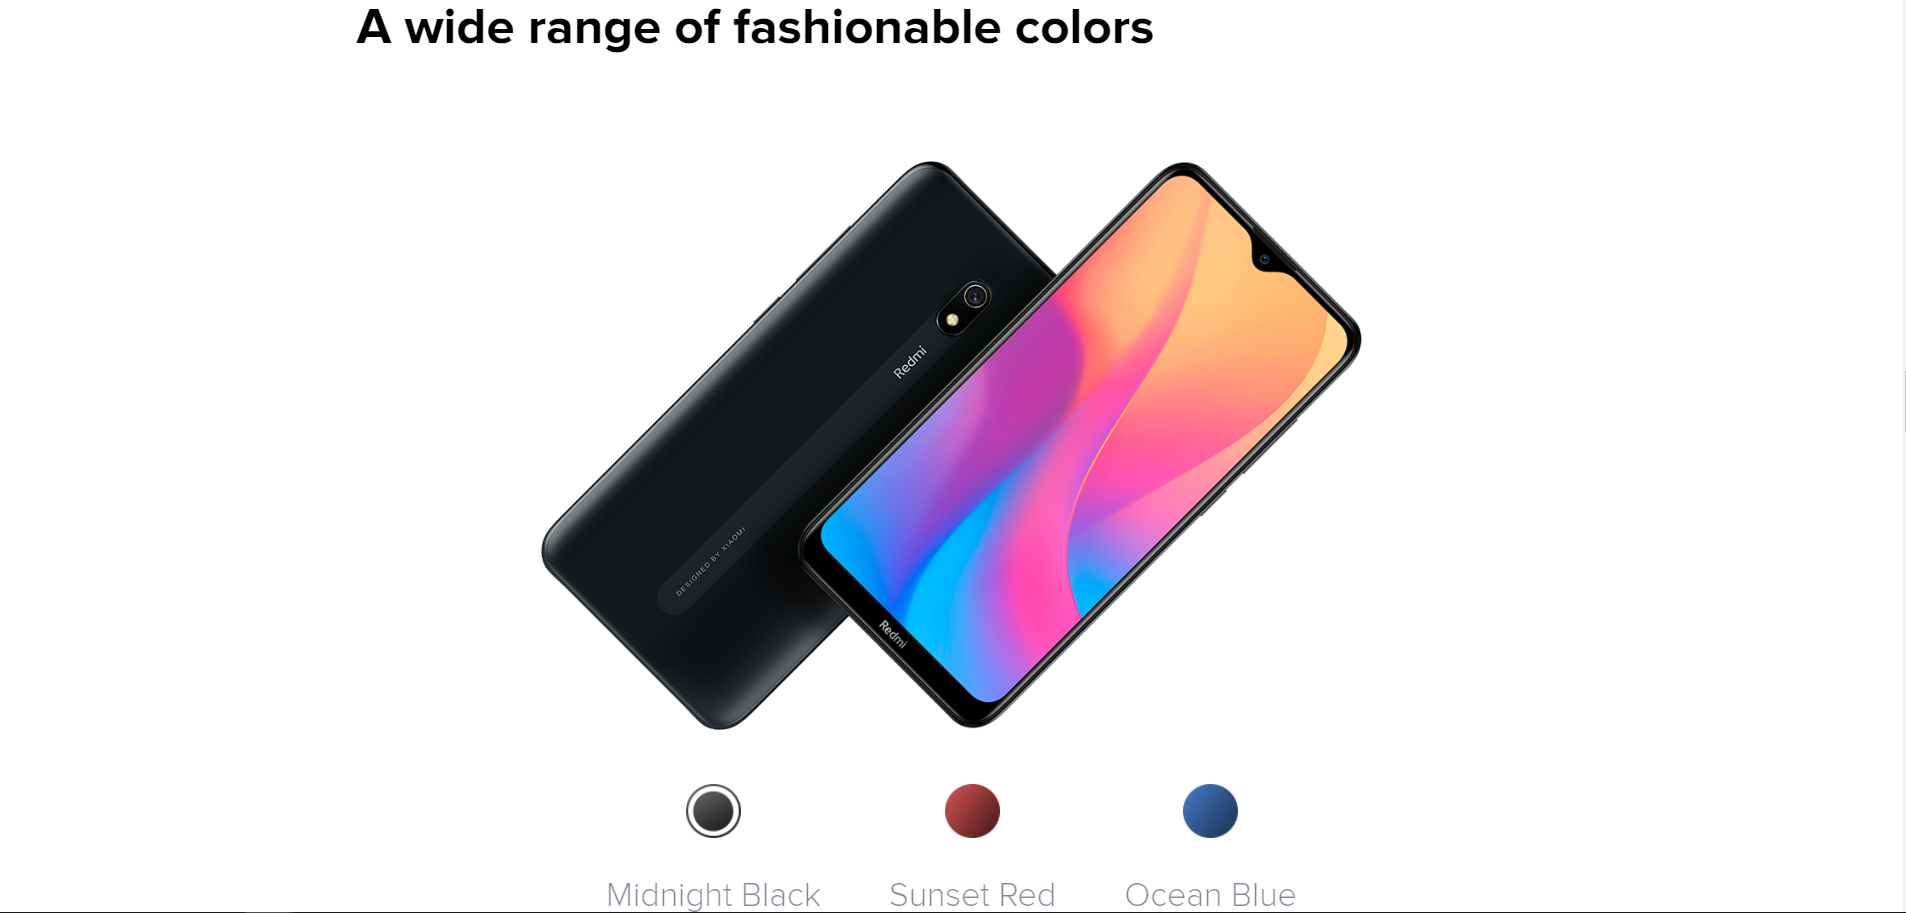 A wide range of fashionable colors
Redmi
DESIGNED BY XIAOMI
Redmi
Midnight Black
Sunset Red
Ocean Blue